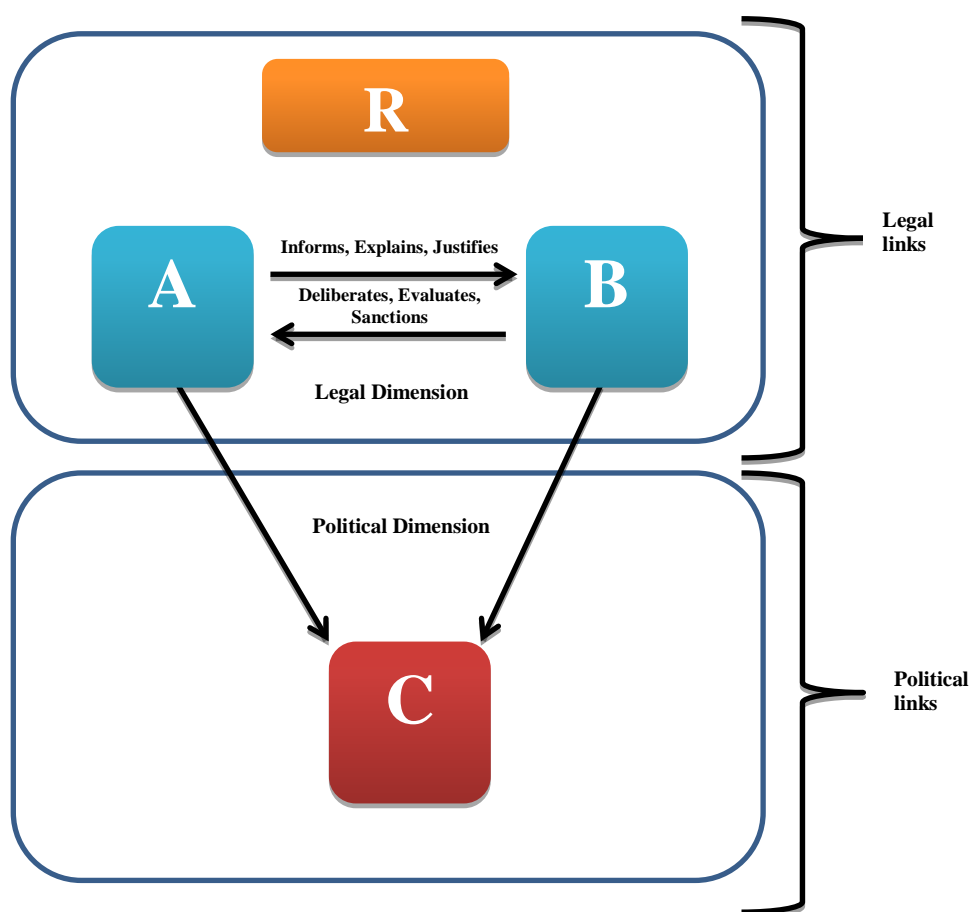 R
Legal
links
A
Informs, Explains, Justifies
B
Deliberates, Evaluates,
Sanctions
Legal Dimension
Political Dimension
C
Political
links